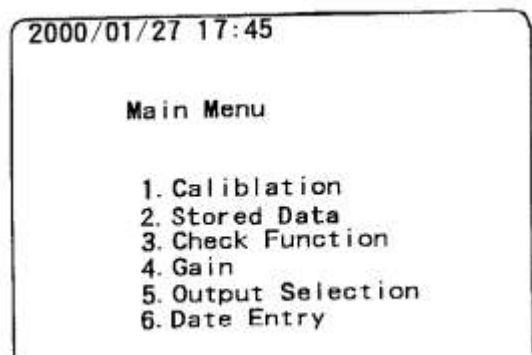 2000/01/27 17:45
Main Menu
1. Caliblation
2. Stored Data
3. Check Function
4. Gain
5. Output Selection
6. Date Entry